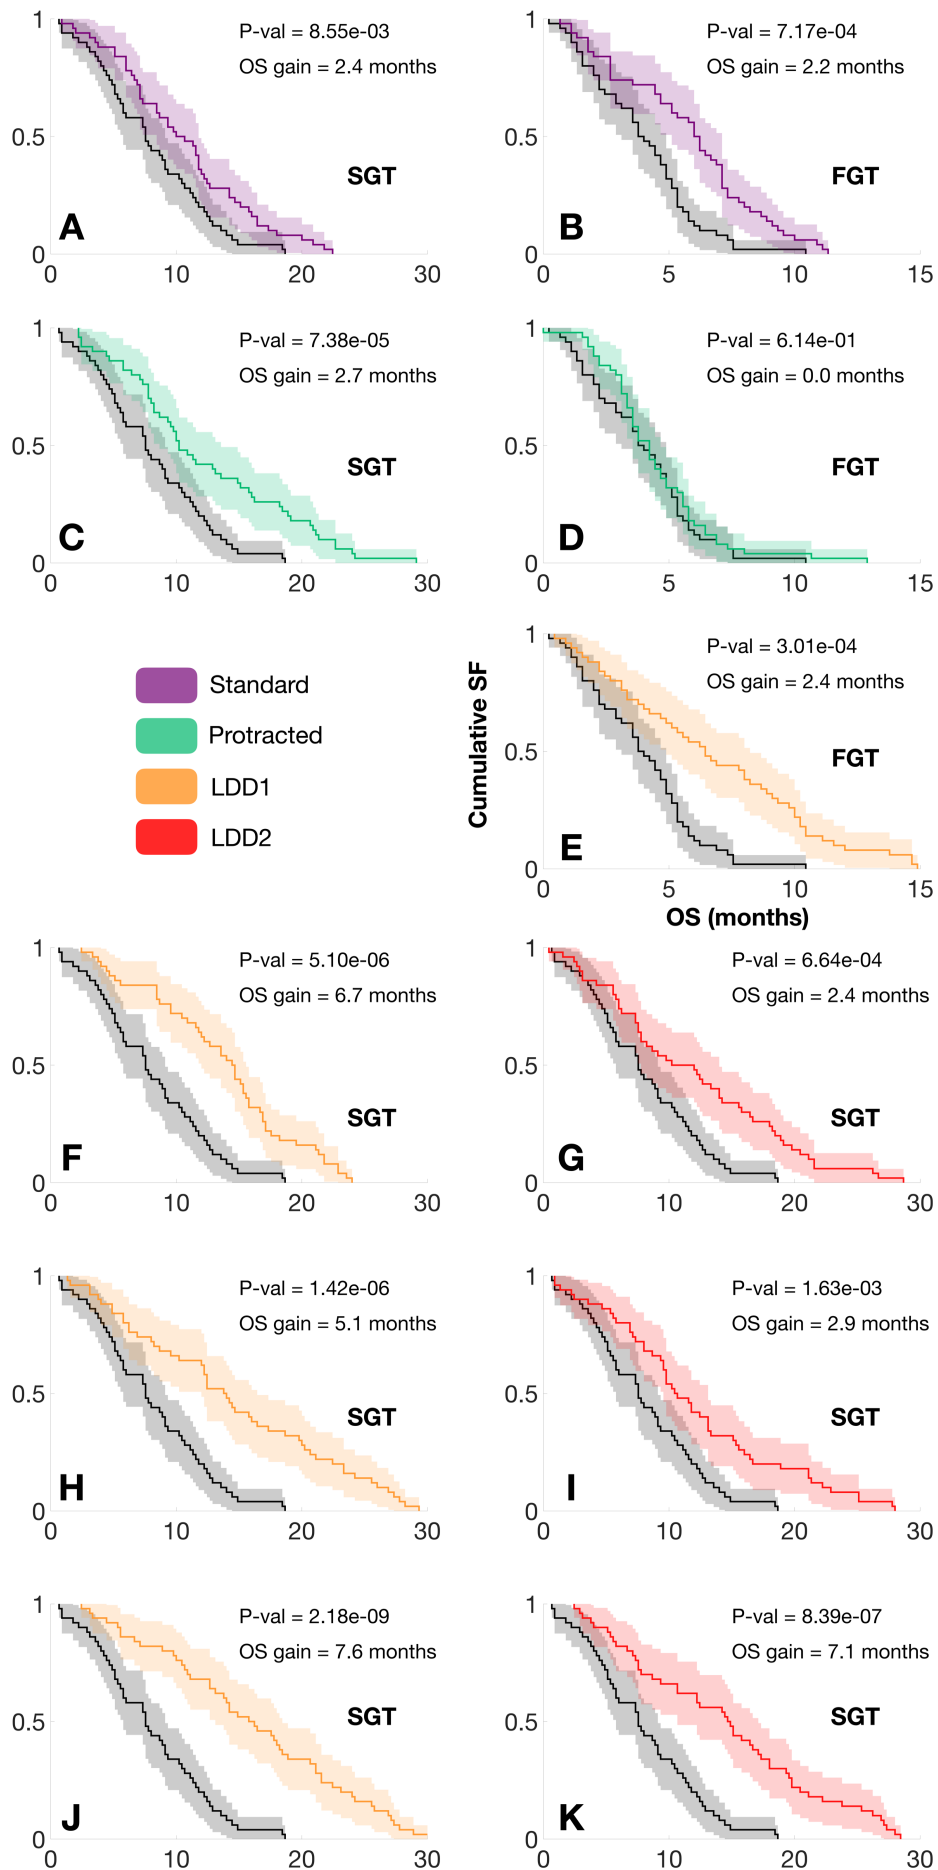 1
P-val = 8.55e-03
OS gain = 2.4 months
0.5
SGT
A
0
0 10 20 30
1
P-val = 7.17e-04
OS gain = 2.2 months
0.5
FGT
B
0
0 5 10 15
1
P-val = 7.38e-05
OS gain = 2.7 months
0.5
SGT
C
0
0 10 20 30
1
P-val = 6.14e-01
OS gain = 0.0 months
0.5
FGT
D
0
0 5 10 15
Standard
Protracted
LDD1
LDD2
1
P-val = 3.01e-04
OS gain = 2.4 months
Cumulative SF
0.5
FGT
E
0
0 5 10 15
OS (months)
1
P-val = 5.10e-06
OS gain = 6.7 months
0.5
SGT
F
0
0 10 20 30
1
P-val = 6.64e-04
OS gain = 2.4 months
0.5
SGT
G
0
0 10 20 30
1
P-val = 1.42e-06
OS gain = 5.1 months
0.5
SGT
H
0
0 10 20 30
1
P-val = 1.63e-03
OS gain = 2.9 months
0.5
SGT
I
0
0 10 20 30
1
P-val = 2.18e-09
OS gain = 7.6 months
0.5
SGT
J
0
0 10 20 30
1
P-val = 8.39e-07
OS gain = 7.1 months
0.5
SGT
K
0
0 10 20 30